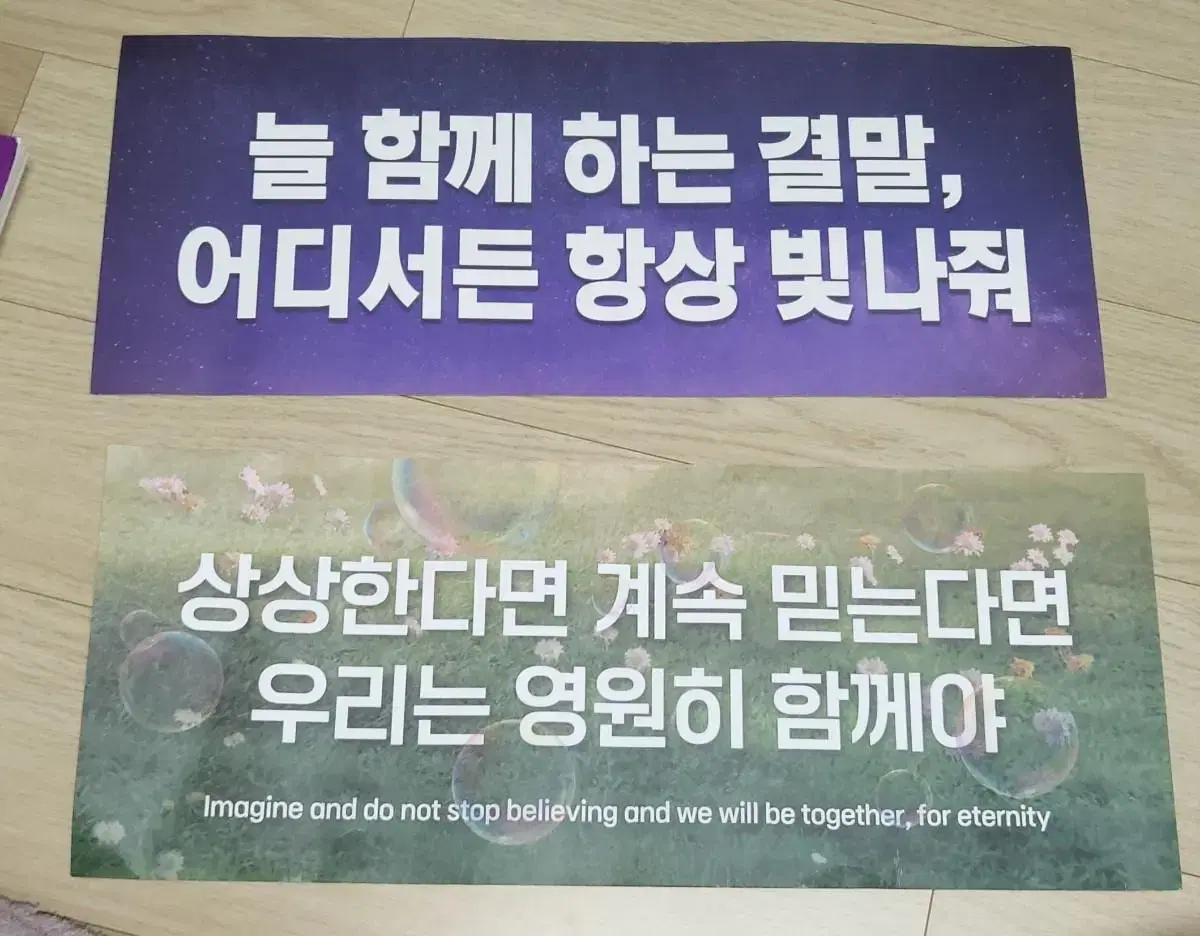 늘 함께 하는 결말,
어디서든 항상 빛나줘
상상한다면 계속 믿는다면
우리는 영원히 함께야
Imagine and do not stop believing and we will be together, for eternity